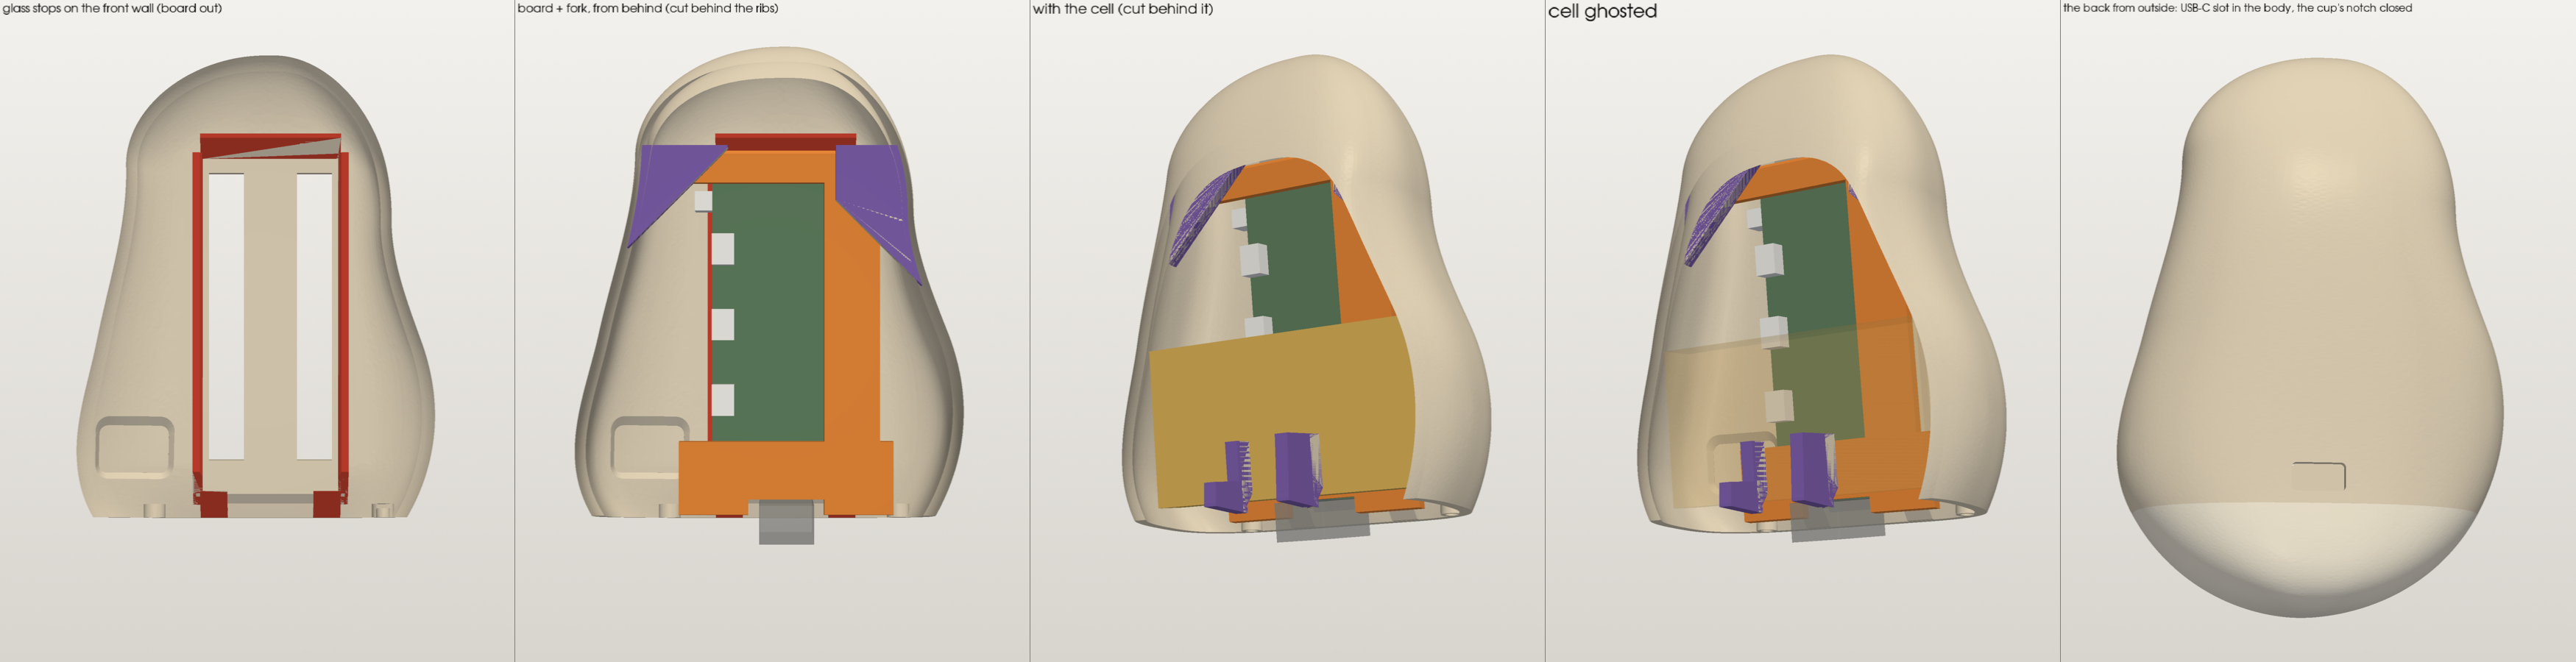 glass stops on the front wall (board out)
board + fork, from behind (cut behind the ribs)
with the cell (cut behind it)
cell ghosted
the back from outside: USB-C slot in the body, the cup's notch closed